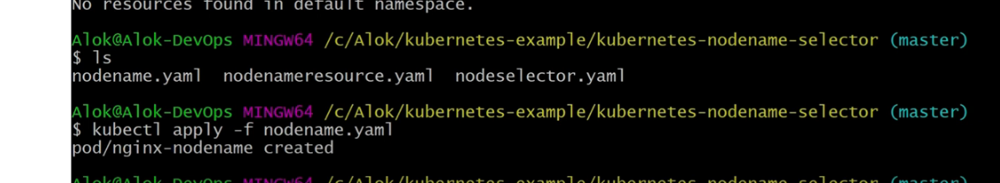 No resources found in default namespace.
Alok@Alok-DevOps MINGW64 /c/Alok/kubernetes-example/kubernetes-nodename-selector (master)
$ ls
nodename.yaml  nodenameresource.yaml  nodeselector.yaml
Alok@Alok-DevOps MINGW64 /c/Alok/kubernetes-example/kubernetes-nodename-selector (master)
$ kubectl apply -f nodename.yaml
pod/nginx-nodename created
Alok@Alok-DevOps MINGW64 /c/Alok/kubernetes-example/kubernetes-nodename-selector (master)